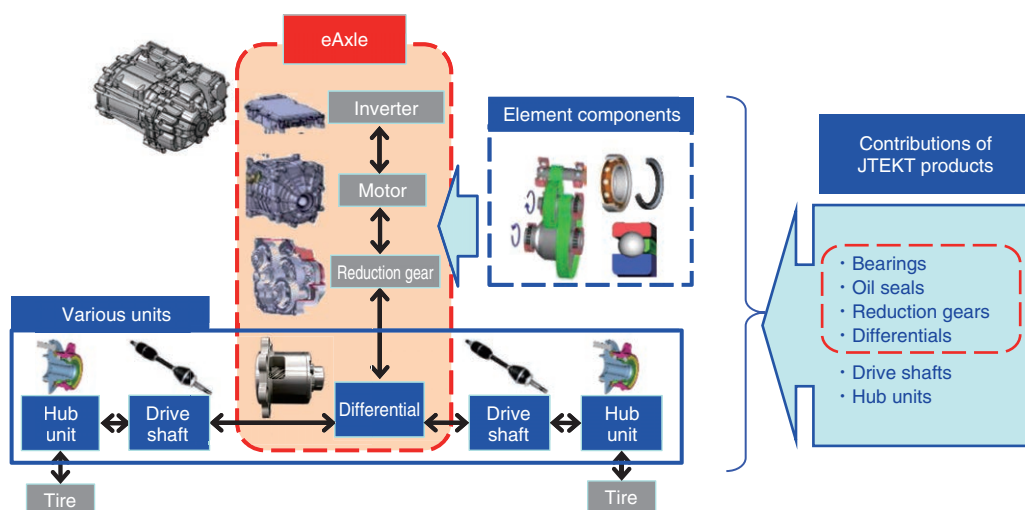 eAxle
Inverter
Motor
Reduction gear
Element components
Contributions of
JTEKT products
・Bearings
・Oil seals
・Reduction gears
・Differentials
・Drive shafts
・Hub units
Various units
Hub
unit
Drive
shaft
Differential
Drive
shaft
Hub
unit
Tire
Tire